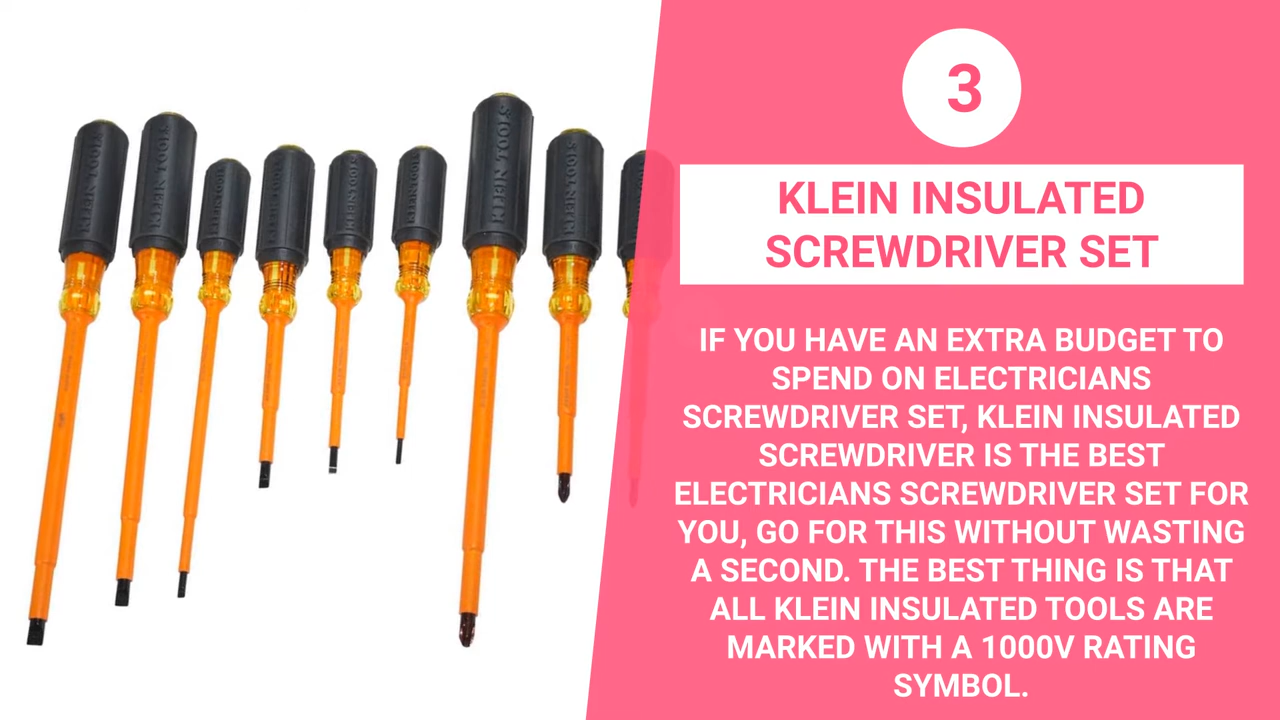 3
KLEIN INSULATED
SCREWDRIVER SET
IF YOU HAVE AN EXTRA BUDGET TO
SPEND ON ELECTRICIANS
SCREWDRIVER SET, KLEIN INSULATED
SCREWDRIVER IS THE BEST
ELECTRICIANS SCREWDRIVER SET FOR
YOU, GO FOR THIS WITHOUT WASTING
A SECOND. THE BEST THING IS THAT
ALL KLEIN INSULATED TOOLS ARE
MARKED WITH A 1000V RATING
SYMBOL.